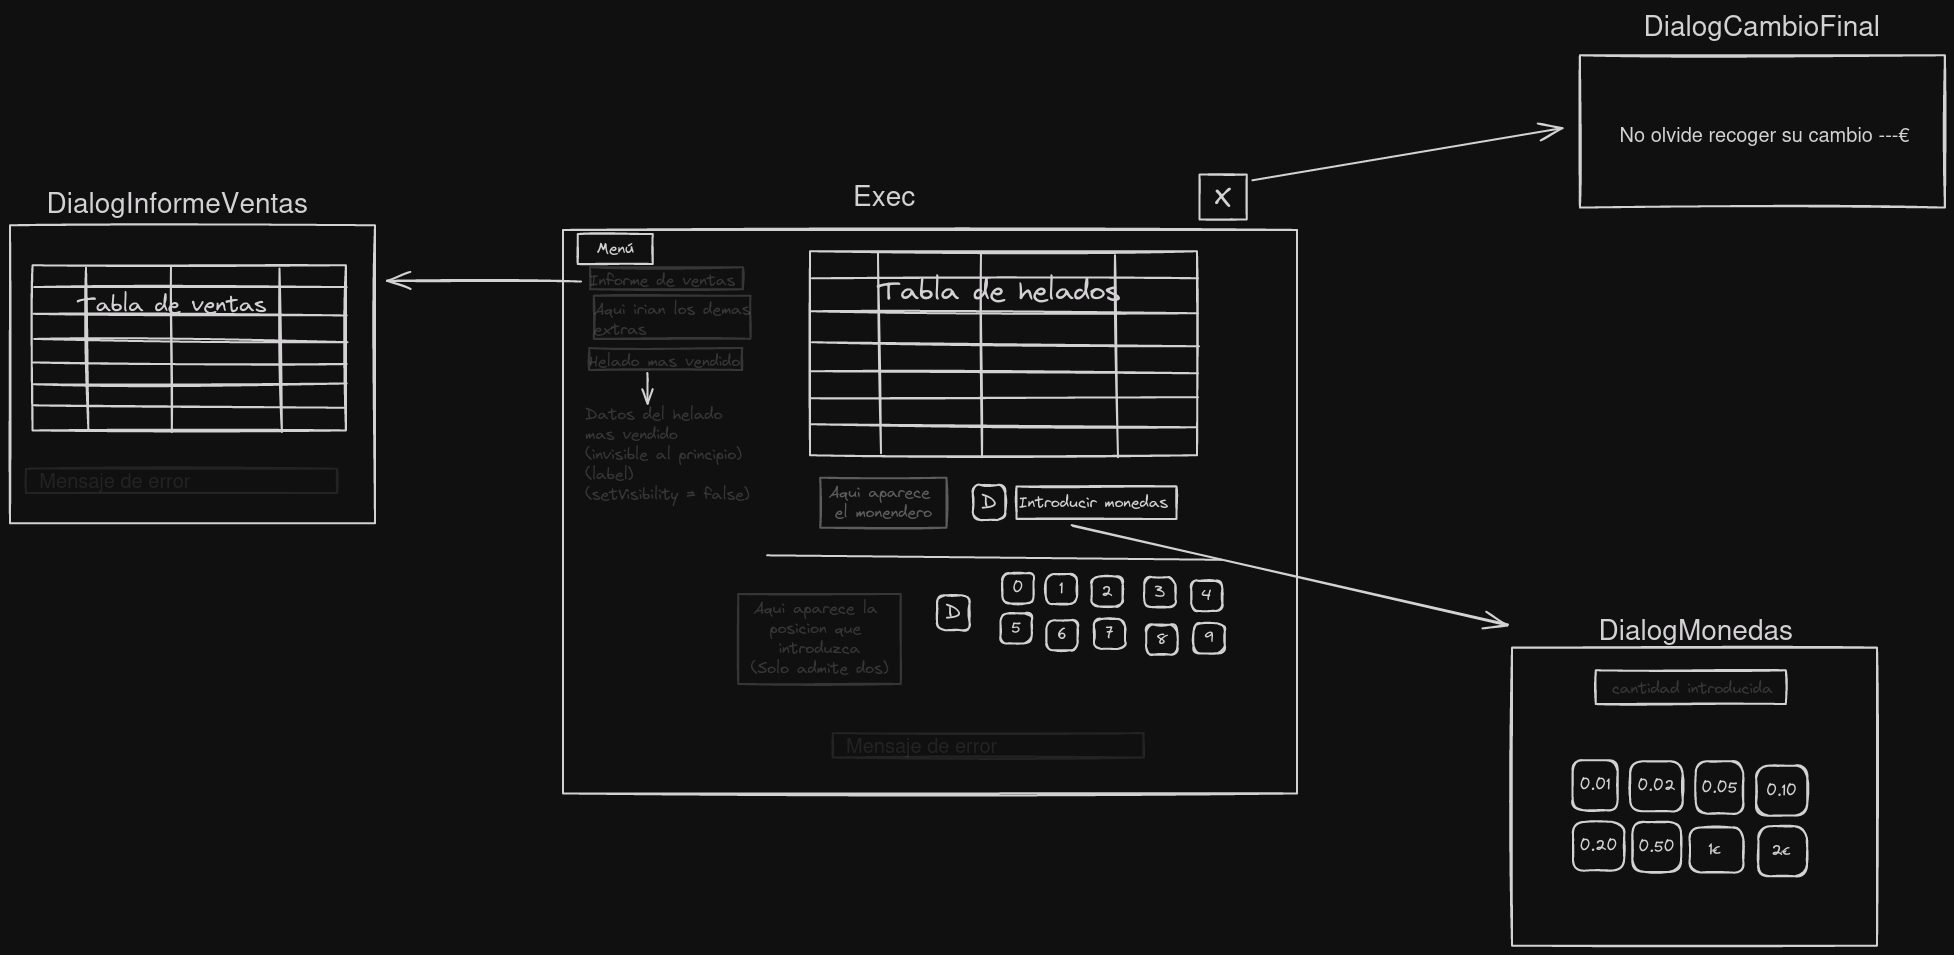 DialogCambioFinal
No olvide recoger su cambio ---€
DialogInformeVentas
Tabla de ventas
Mensaje de error
Exec
X
Menú
Informe de ventas
Aqui irian los demas
extras
Helado mas vendido
Datos del helado
mas vendido
(invisible al principio)
(label)
(setVisibility = false)
Tabla de helados
Aqui aparece
el monendero
D
Introducir monedas
Aqui aparece la
posicion que
introduzca
(Solo admite dos)
D
0 1 2 3 4
5 6 7 8 9
Mensaje de error
DialogMonedas
cantidad introducida
0.01 0.02 0.05 0.10
0.20 0.50 1€ 2€